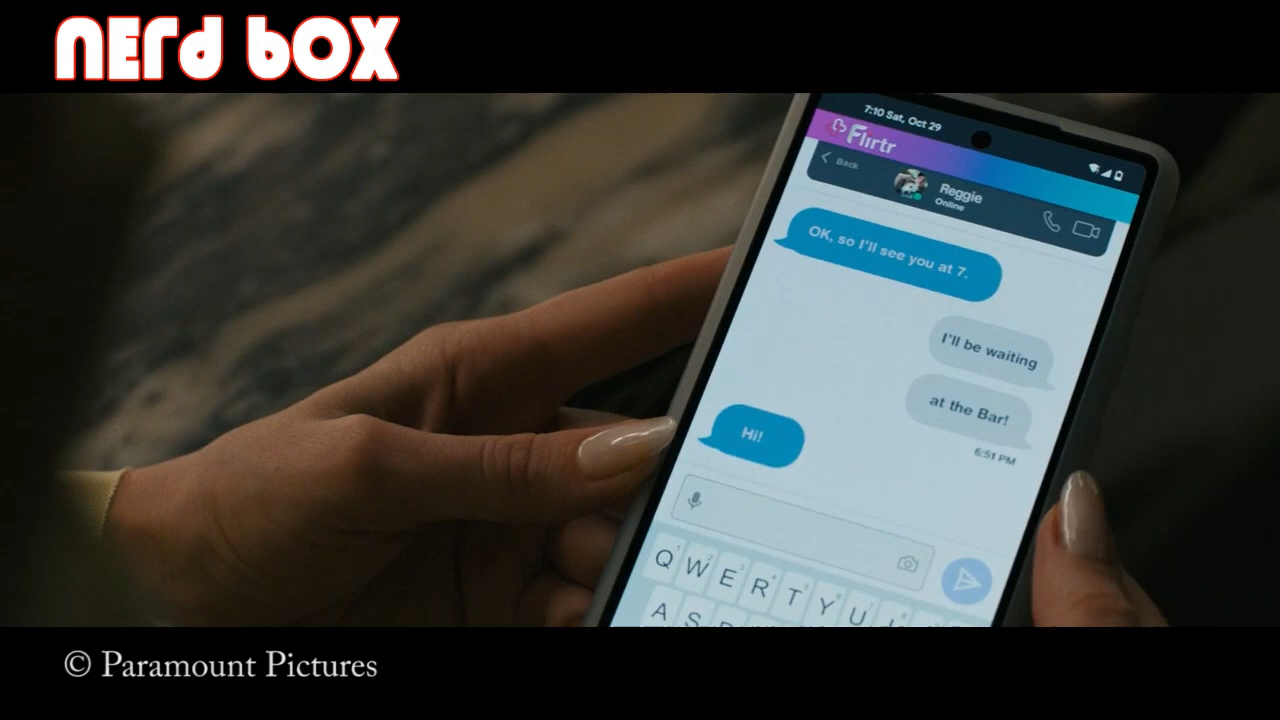 nerd box
7:10 Sat, Oct 29
Flirtr
Back
Reggie
Online
OK, so I'll see you at 7.
I'll be waiting
at the Bar!
6:51 PM
Hi!
Q W E R T Y U
A S
© Paramount Pictures